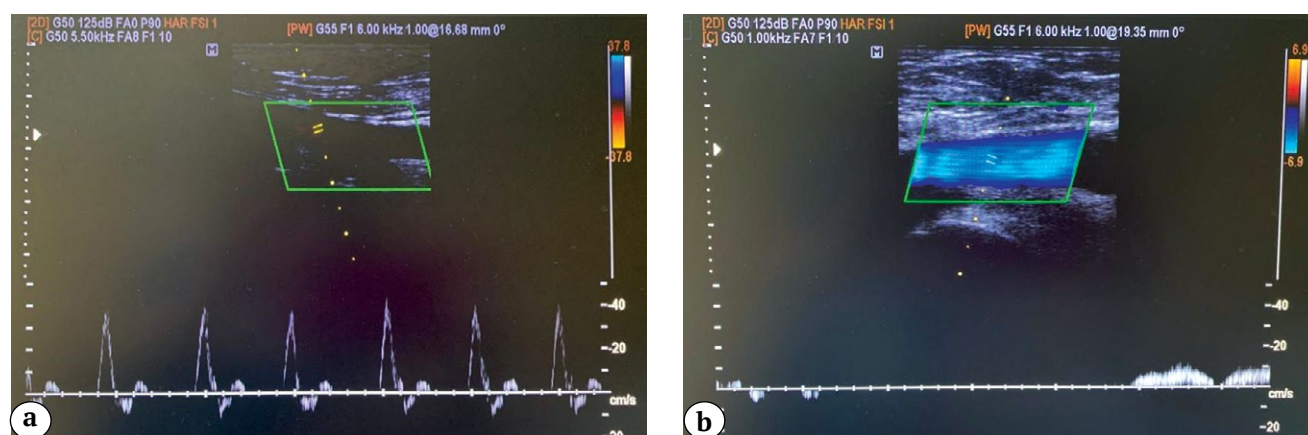 [2D] G50 125dB FA0 P90 HAR FSI 1
[C] G50 5.50kHz FA8 F1 10
[PW] G55 F1 6.00 kHz 1.00@16.68 mm 0°
M
37.8
-37.8
-40
-20
cm/s
20
a
[2D] G50 125dB FA0 P90 HAR FSI 1
[C] G50 1.00kHz FA7 F1 10
[PW] G55 F1 6.00 kHz 1.00@19.35 mm 0°
M
6.9
-6.9
-40
-20
cm/s
-20
b